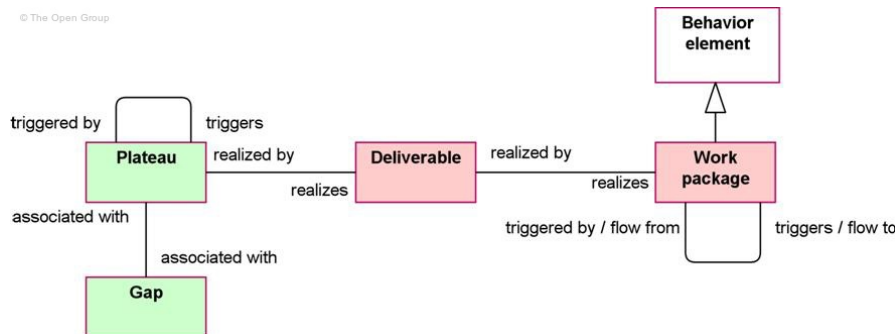 © The Open Group
Behavior
element
triggered by
triggers
Plateau
realized by
realizes
Deliverable
realized by
realizes
Work
package
associated with
triggered by / flow from
triggers / flow to
associated with
Gap